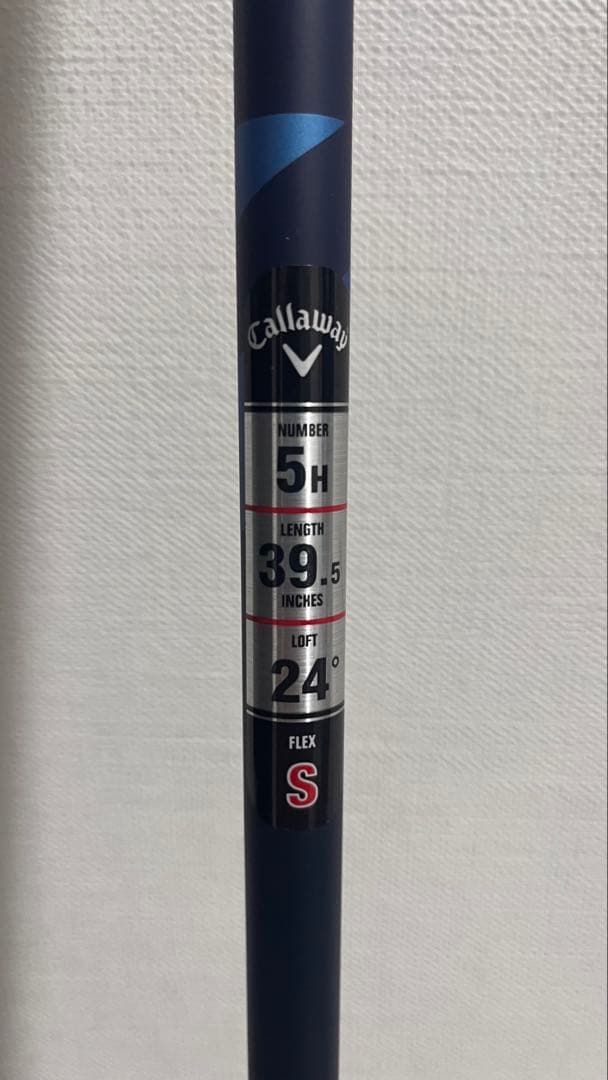 Callaway
NUMBER
5H
LENGTH
39.5
INCHES
LOFT
24°
FLEX
S